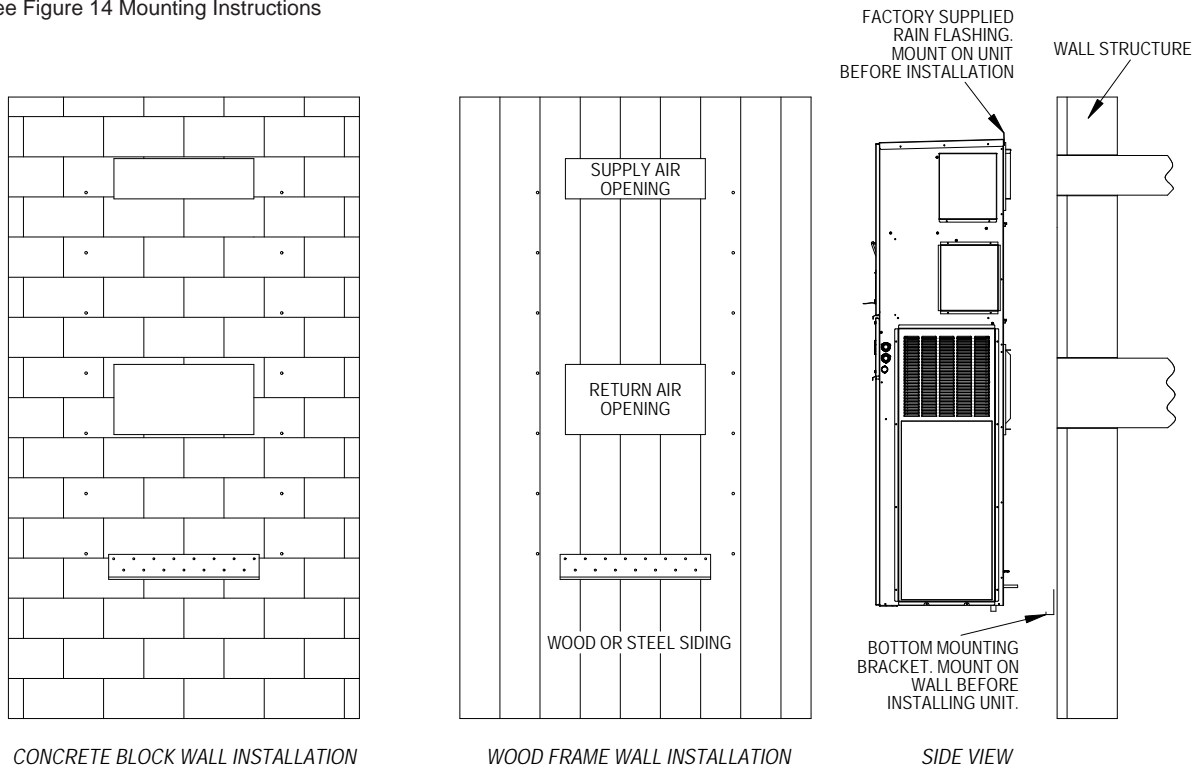 ee Figure 14 Mounting Instructions
FACTORY SUPPLIED
RAIN FLASHING.
MOUNT ON UNIT
BEFORE INSTALLATION
WALL STRUCTURE
SUPPLY AIR
OPENING
RETURN AIR
OPENING
WOOD OR STEEL SIDING
BOTTOM MOUNTING
BRACKET. MOUNT ON
WALL BEFORE
INSTALLING UNIT.
CONCRETE BLOCK WALL INSTALLATION
WOOD FRAME WALL INSTALLATION
SIDE VIEW